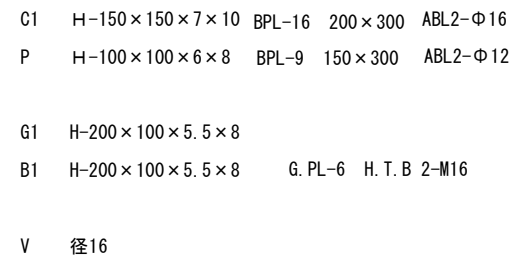 C1 H-150×150×7×10 BPL-16 200×300 ABL2-Φ16
P H-100×100×6×8 BPL-9 150×300 ABL2-Φ12
G1 H-200×100×5.5×8
B1 H-200×100×5.5×8 G.PL-6 H.T.B 2-M16
V 径16